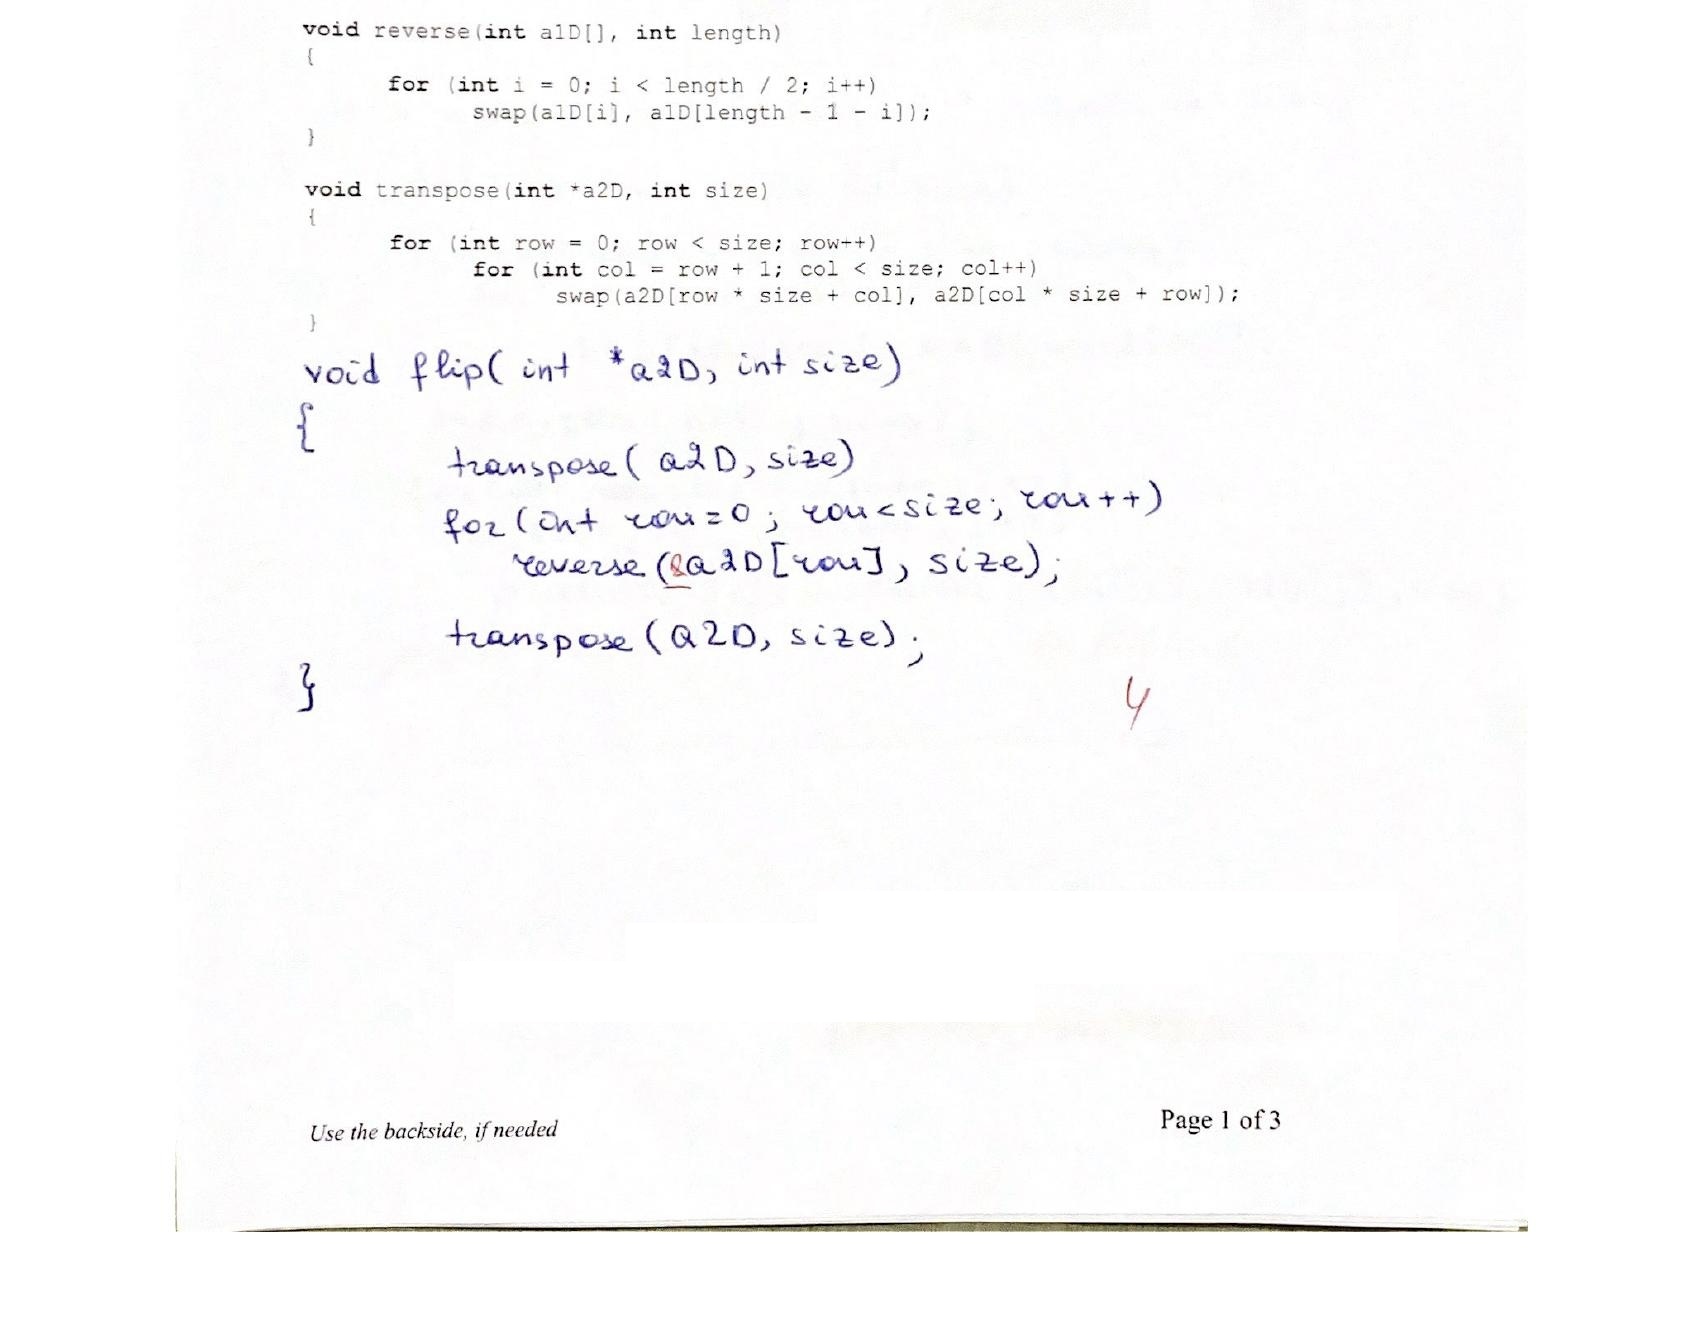 void reverse(int a1D[], int length)
{
for (int i = 0; i < length / 2; i++)
swap(a1D[i], a1D[length - 1 - i]);
}
void transpose(int *a2D, int size)
{
for (int row = 0; row < size; row++)
for (int col = row + 1; col < size; col++)
swap(a2D[row * size + col], a2D[col * size + row]);
}
void flip( int *a2D, int size)
{
transpose( a2D, size)
for (int row=0; row<size; row++)
reverse (&a2D[row], size);
transpose (a2D, size);
}
4
Use the backside, if needed
Page 1 of 3